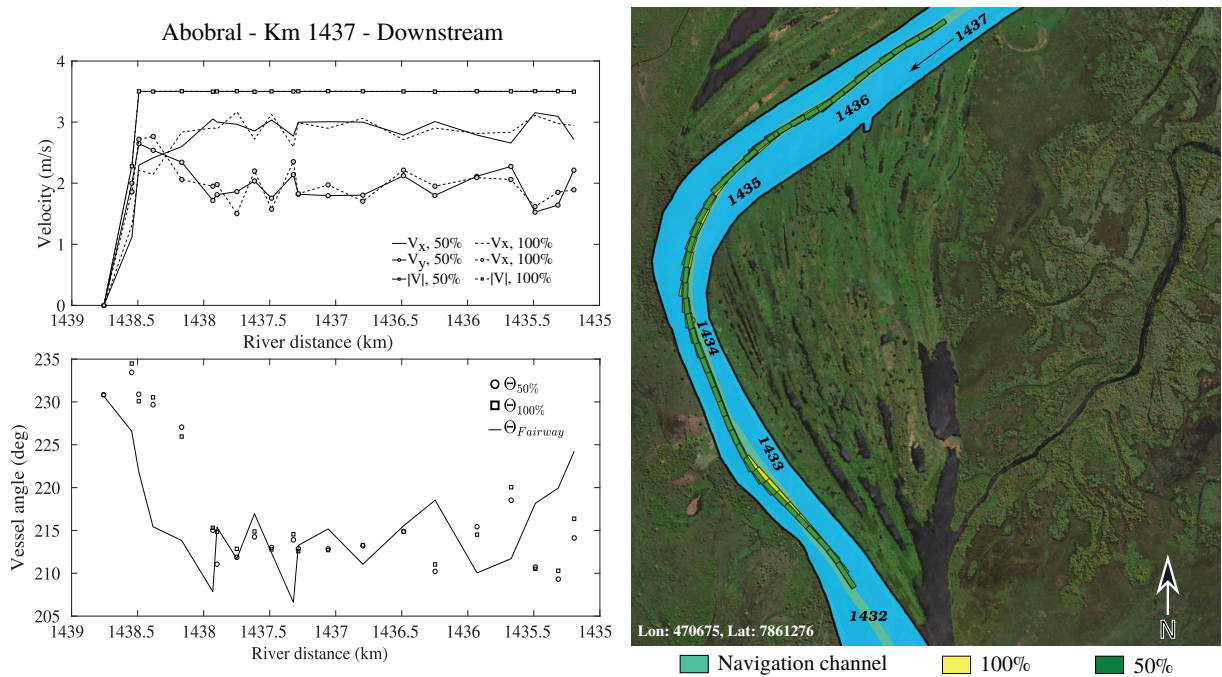 Abobral - Km 1437 - Downstream
4
3
2
1
0
Velocity (m/s)
Vx, 50%
Vy, 50%
|V|, 50%
Vx, 100%
Vx, 100%
|V|, 100%
1439 1438.5 1438 1437.5 1437 1436.5 1436 1435.5 1435
River distance (km)
235
230
225
220
215
210
205
Vessel angle (deg)
Θ50%
Θ100%
ΘFairway
1439 1438.5 1438 1437.5 1437 1436.5 1436 1435.5 1435
River distance (km)
1437
1436
1435
1434
1433
1432
Lon: 470675, Lat: 7861276
N
Navigation channel 100% 50%